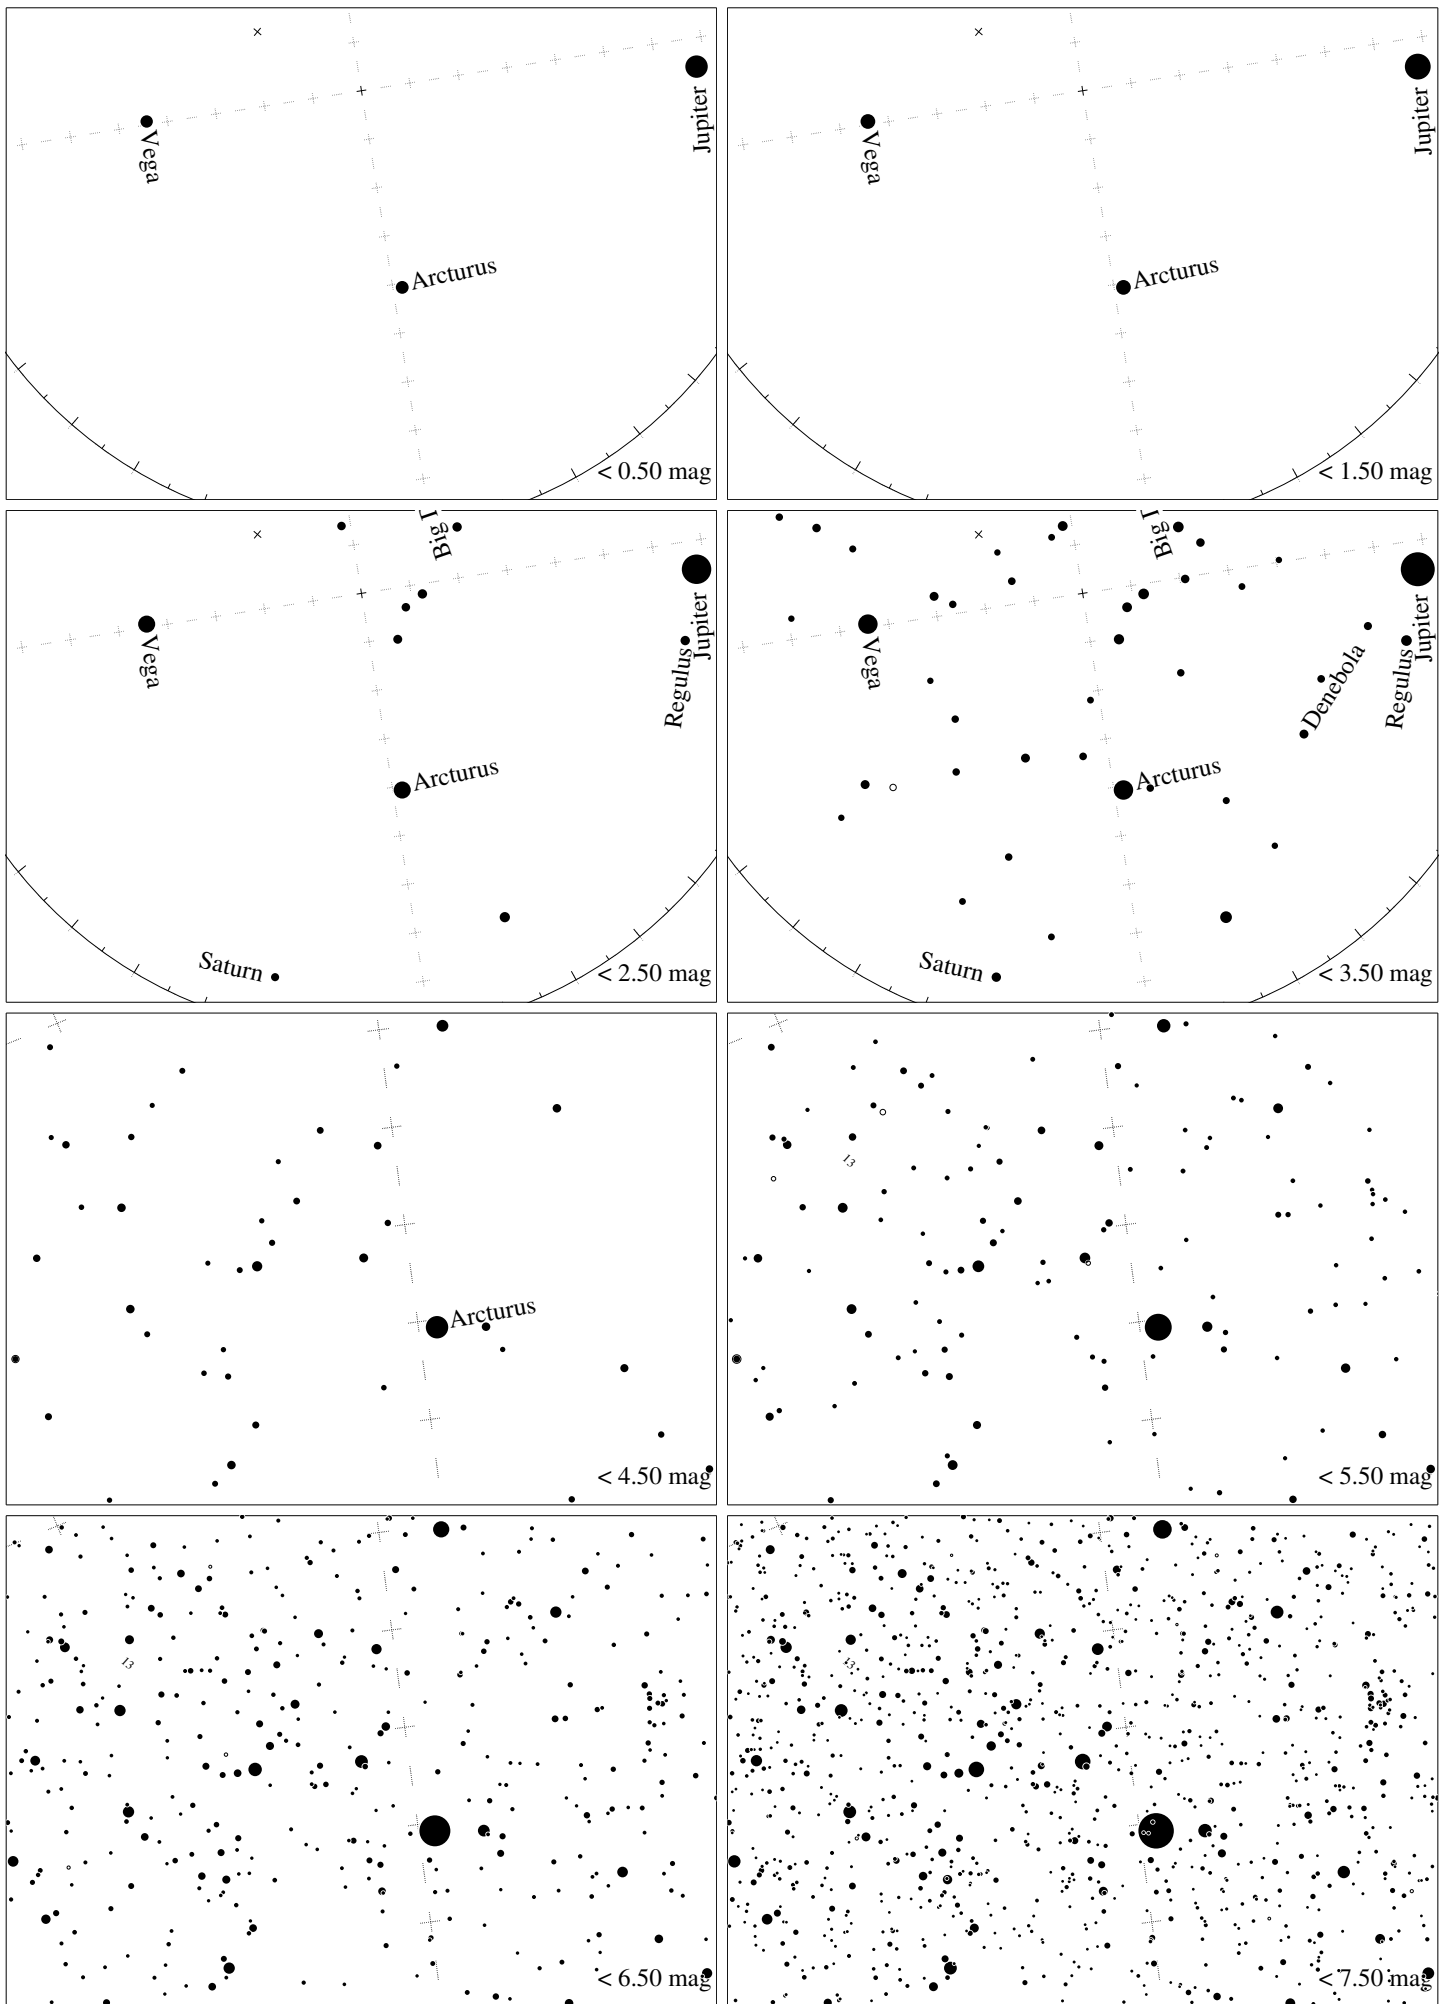 Vega
Jupiter
Arcturus
< 0.50 mag
Vega
Jupiter
Arcturus
< 1.50 mag
Big I
Vega
Jupiter
Regulus
Arcturus
Saturn
< 2.50 mag
Big I
Vega
Jupiter
Regulus
Denebola
Arcturus
Saturn
< 3.50 mag
Arcturus
< 4.50 mag
13
< 5.50 mag
13
< 6.50 mag
13
< 7.50 mag